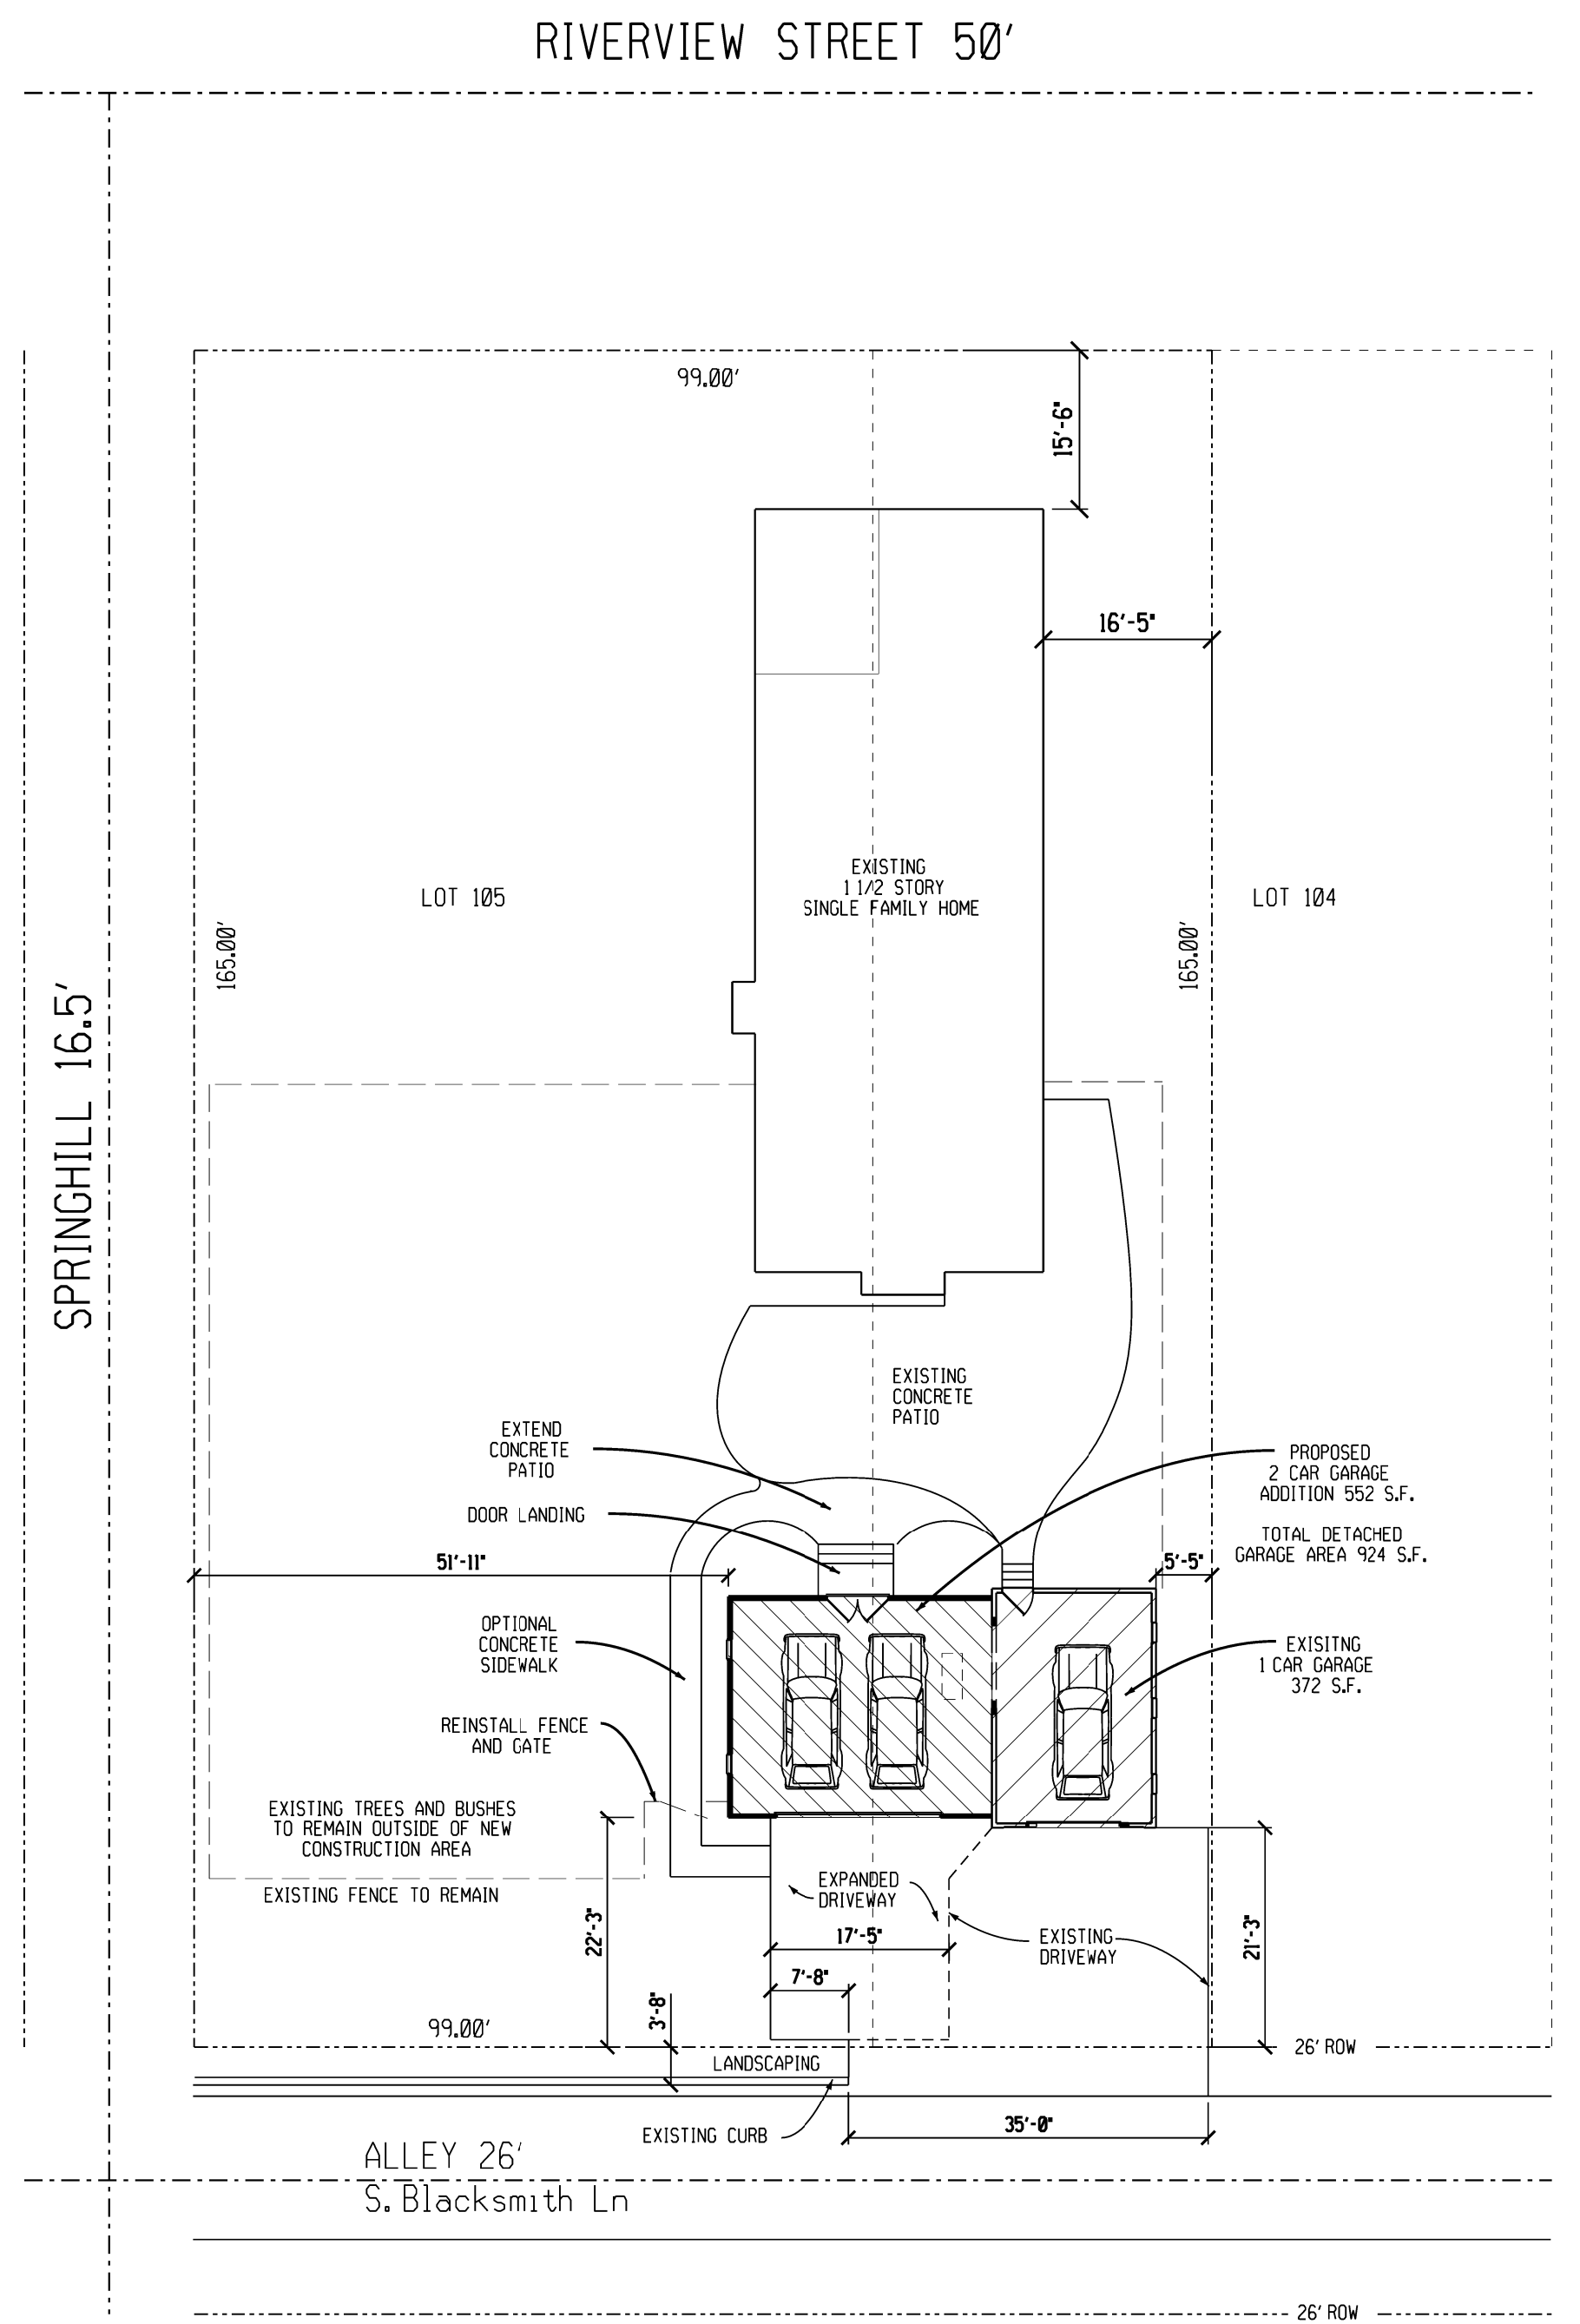 RIVERVIEW STREET 50'
99.00'
15'-6"
16'-5"
EXISTING
1 1/2 STORY
SINGLE FAMILY HOME
LOT 105
LOT 104
165.00'
165.00'
SPRINGHILL 16.5'
EXISTING
CONCRETE
PATIO
EXTEND
CONCRETE
PATIO
DOOR LANDING
PROPOSED
2 CAR GARAGE
ADDITION 552 S.F.
TOTAL DETACHED
GARAGE AREA 924 S.F.
51'-11"
5'-5"
OPTIONAL
CONCRETE
SIDEWALK
EXISITNG
1 CAR GARAGE
372 S.F.
REINSTALL FENCE
AND GATE
EXISTING TREES AND BUSHES
TO REMAIN OUTSIDE OF NEW
CONSTRUCTION AREA
EXISTING FENCE TO REMAIN
EXPANDED
DRIVEWAY
22'-3"
17'-5"
EXISTING
DRIVEWAY
21'-3"
7'-8"
3'-8"
99.00'
26' ROW
LANDSCAPING
EXISTING CURB
35'-0"
ALLEY 26'
S. Blacksmith Ln
26' ROW